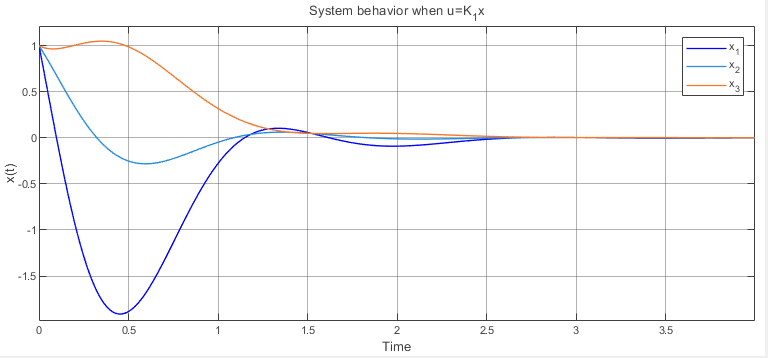 System behavior when u=K₁x
x₁
x₂
x₃
1
0.5
0
-0.5
-1
-1.5
x(t)
0 0.5 1 1.5 2 2.5 3 3.5
Time